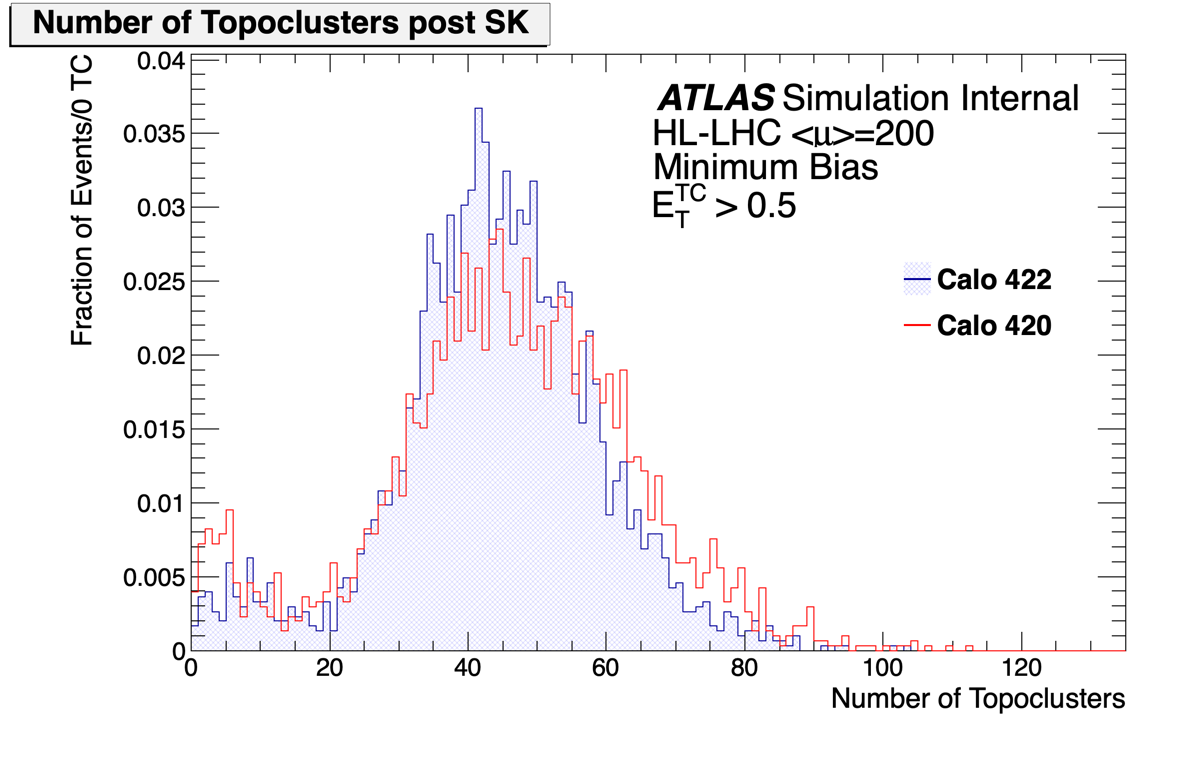 Number of Topoclusters post SK
Fraction of Events/0 TC
0.04
0.035
0.03
0.025
0.02
0.015
0.01
0.005
0
ATLAS Simulation Internal
HL-LHC <μ>=200
Minimum Bias
E_T^TC > 0.5
Calo 422
Calo 420
0 20 40 60 80 100 120
Number of Topoclusters